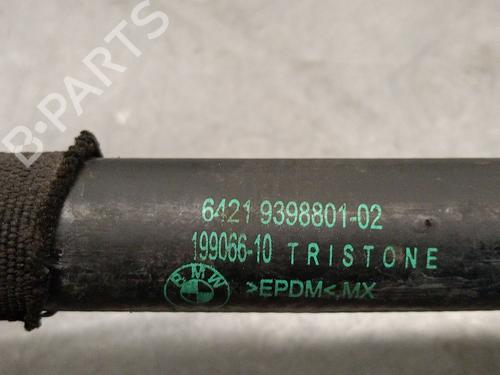 B-PARTS
6421 9398801-02
199066-10 TRISTONE
BMW >EPDM< MX